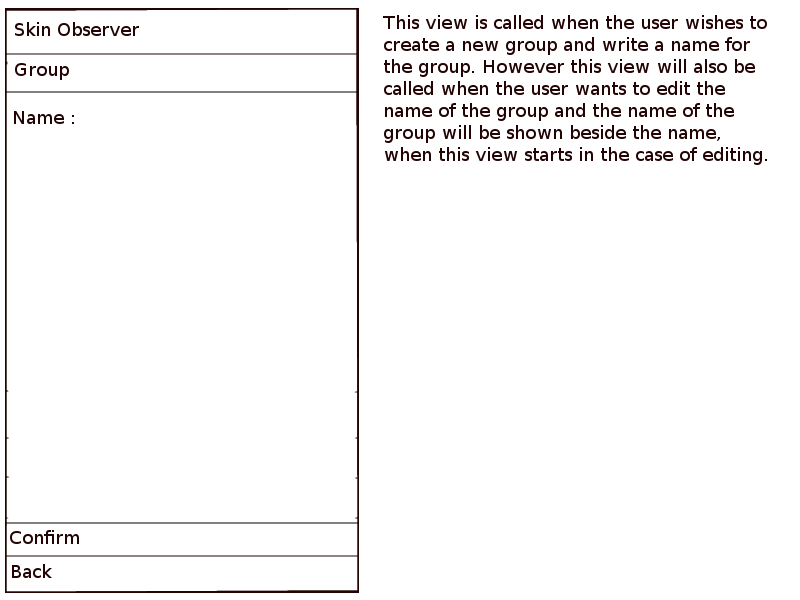 Skin Observer
Group
Name :
Confirm
Back
This view is called when the user wishes to
create a new group and write a name for
the group. However this view will also be
called when the user wants to edit the
name of the group and the name of the
group will be shown beside the name,
when this view starts in the case of editing.